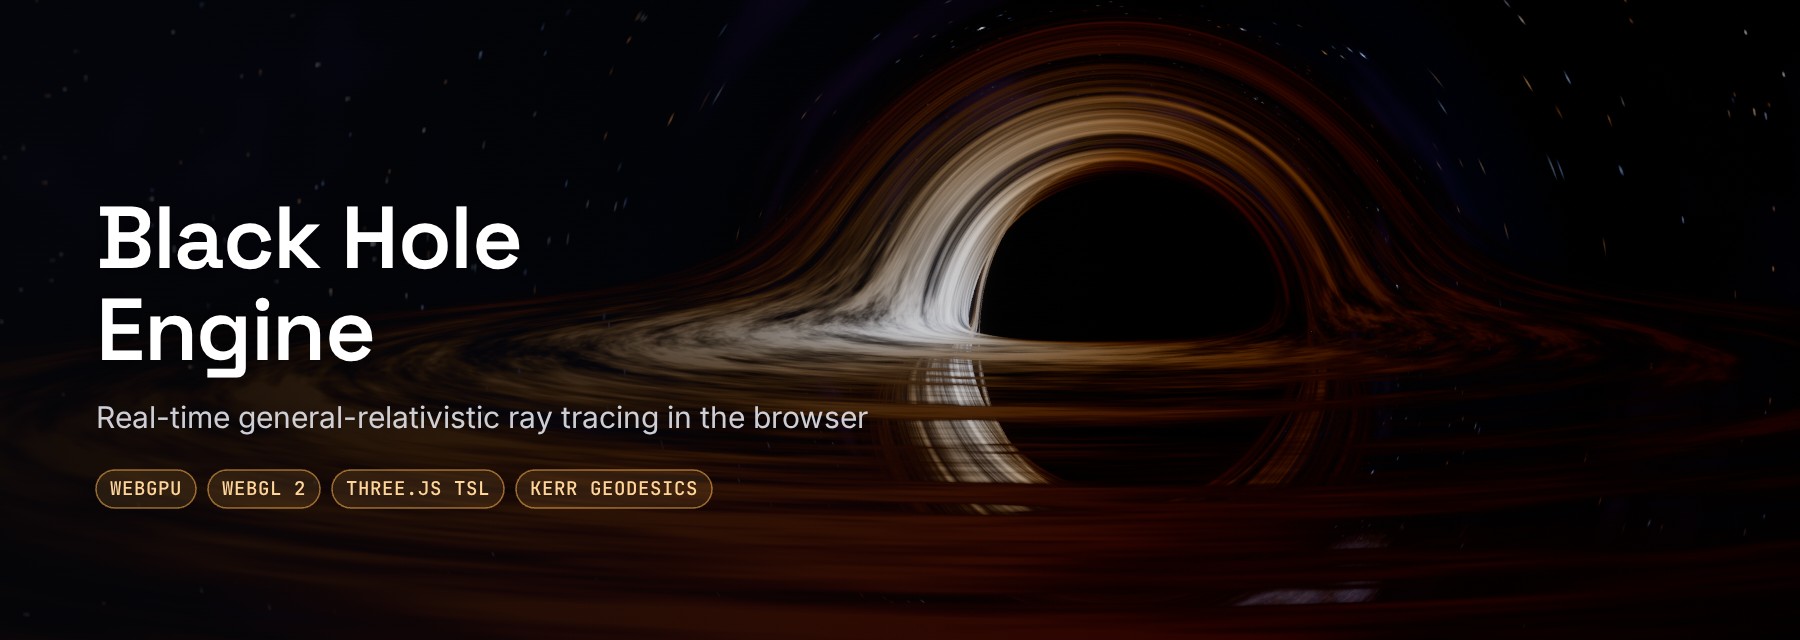 Black Hole
Engine
Real-time general-relativistic ray tracing in the browser
WEBGPU WEBGL 2 THREE.JS TSL KERR GEODESICS